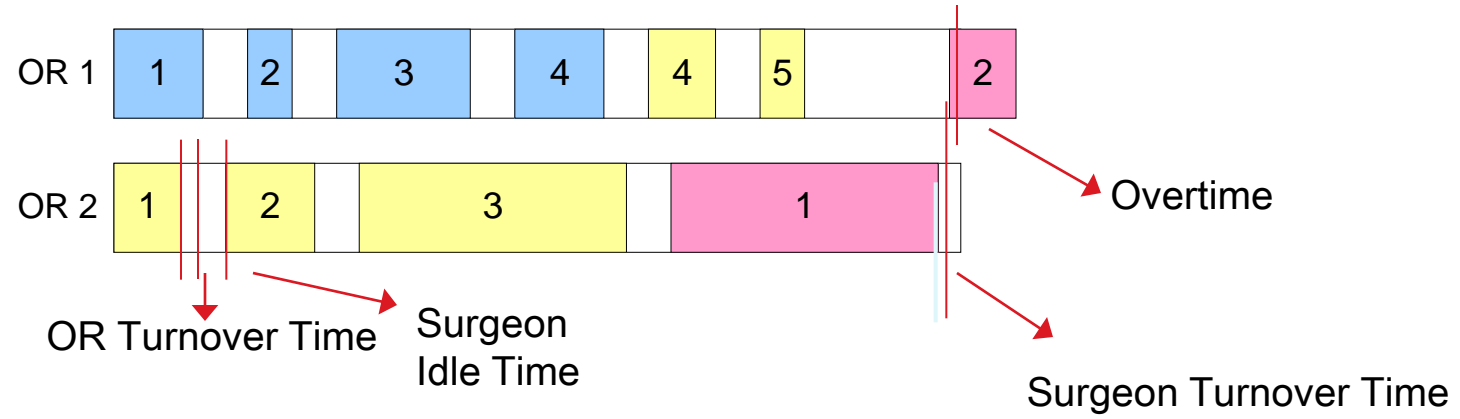 OR 1 1 2 3 4 4 5 2
OR 2 1 2 3 1
Overtime
OR Turnover Time
Surgeon
Idle Time
Surgeon Turnover Time